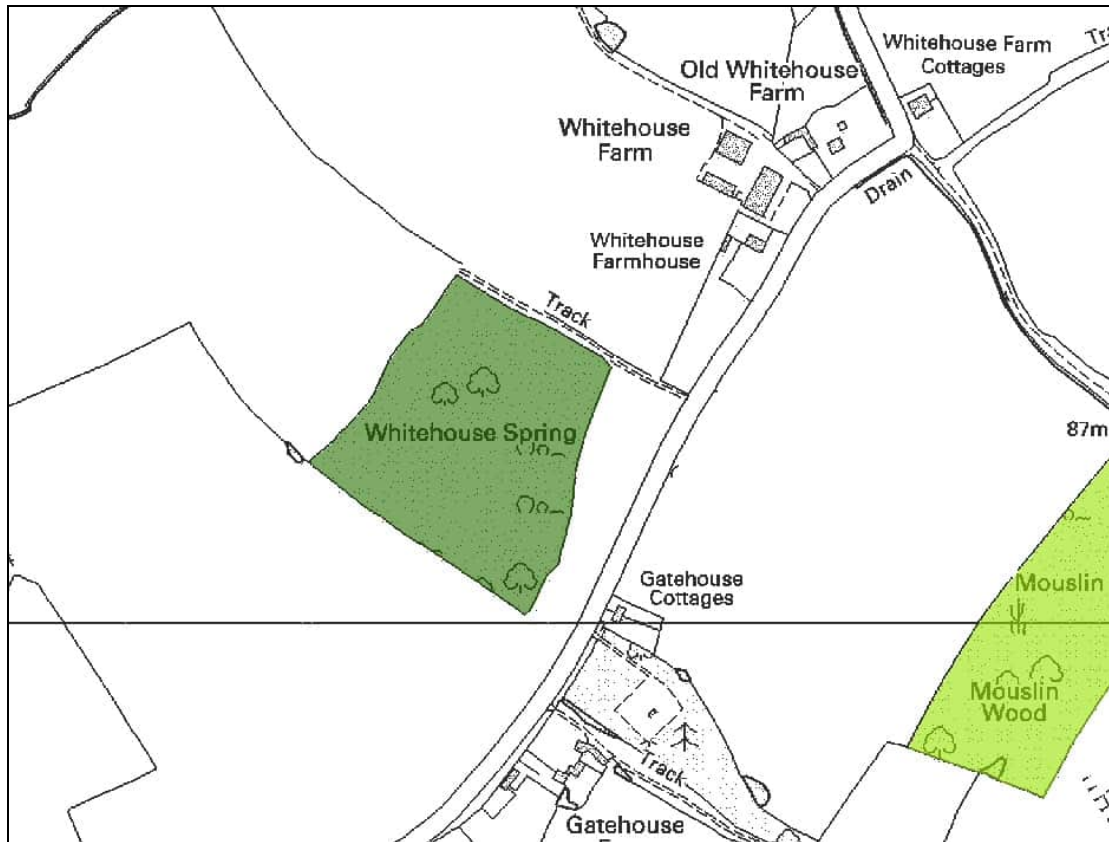 Whitehouse Farm
Cottages
Old Whitehouse
Farm
Whitehouse
Farm
Drain
Whitehouse
Farmhouse
Track
Whitehouse Spring
87m
Gatehouse
Cottages
Mouslin
Mouslin
Wood
Track
Gatehouse